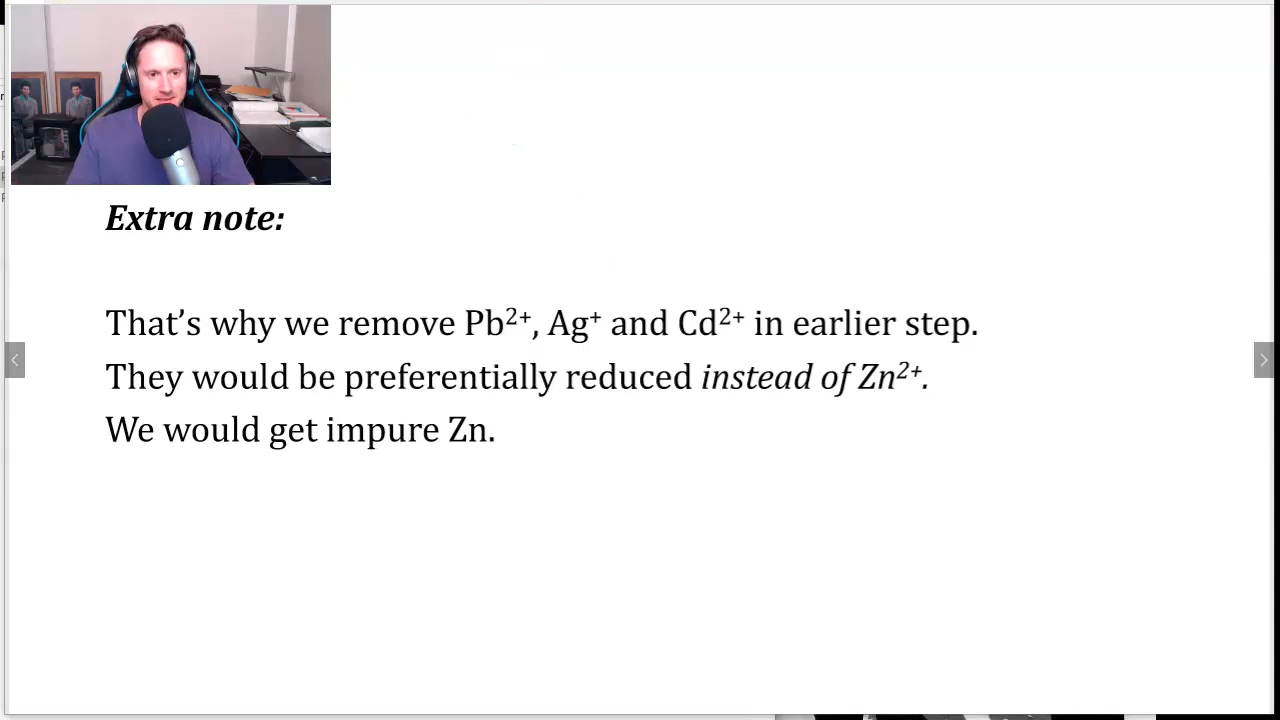 Extra note:
That’s why we remove Pb²⁺, Ag⁺ and Cd²⁺ in earlier step.
They would be preferentially reduced instead of Zn²⁺.
We would get impure Zn.